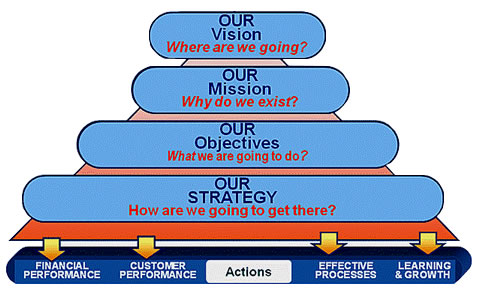 OUR
Vision
Where are we going?
OUR
Mission
Why do we exist?
OUR
Objectives
What we are going to do?
OUR
STRATEGY
How are we going to get there?
FINANCIAL
PERFORMANCE
CUSTOMER
PERFORMANCE
Actions
EFFECTIVE
PROCESSES
LEARNING
& GROWTH